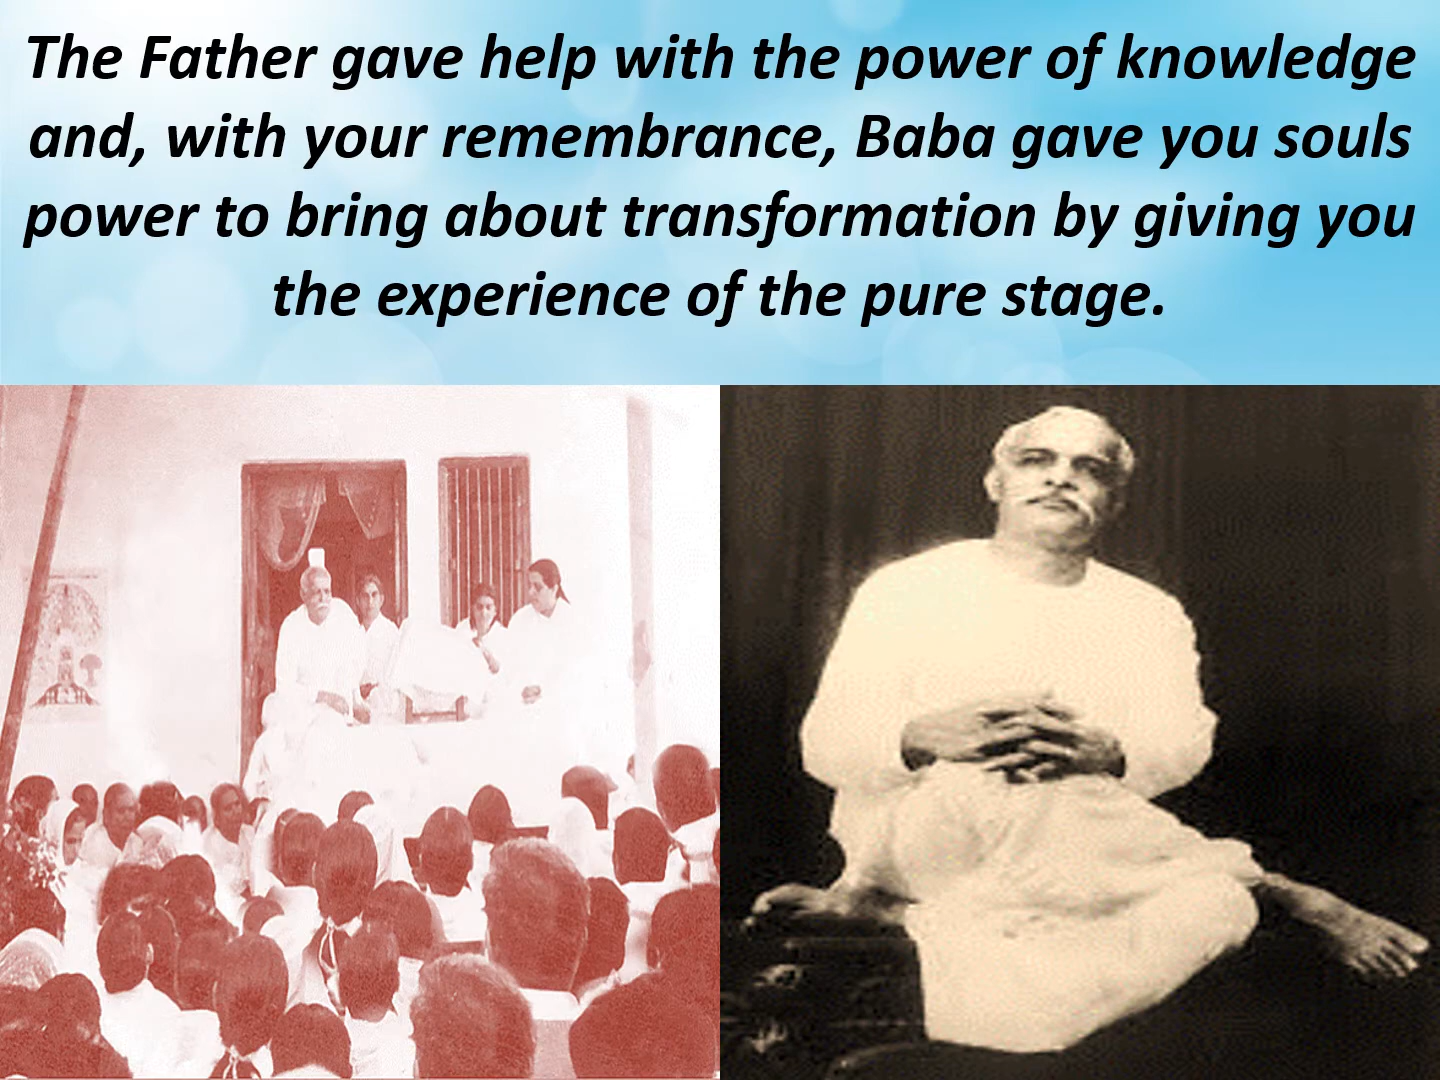 The Father gave help with the power of knowledge
and, with your remembrance, Baba gave you souls
power to bring about transformation by giving you
the experience of the pure stage.